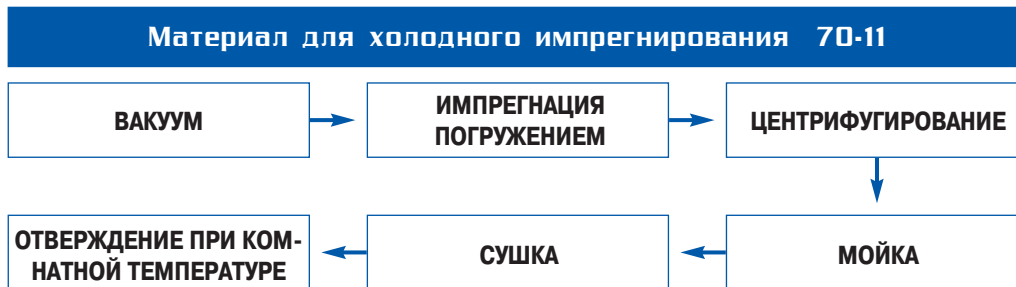 Материал для холодного импрегнирования 70-11
ВАКУУМ
ИМПРЕГНАЦИЯ
ПОГРУЖЕНИЕМ
ЦЕНТРИФУГИРОВАНИЕ
МОЙКА
СУШКА
ОТВЕРЖДЕНИЕ ПРИ КОМ-
НАТНОЙ ТЕМПЕРАТУРЕ